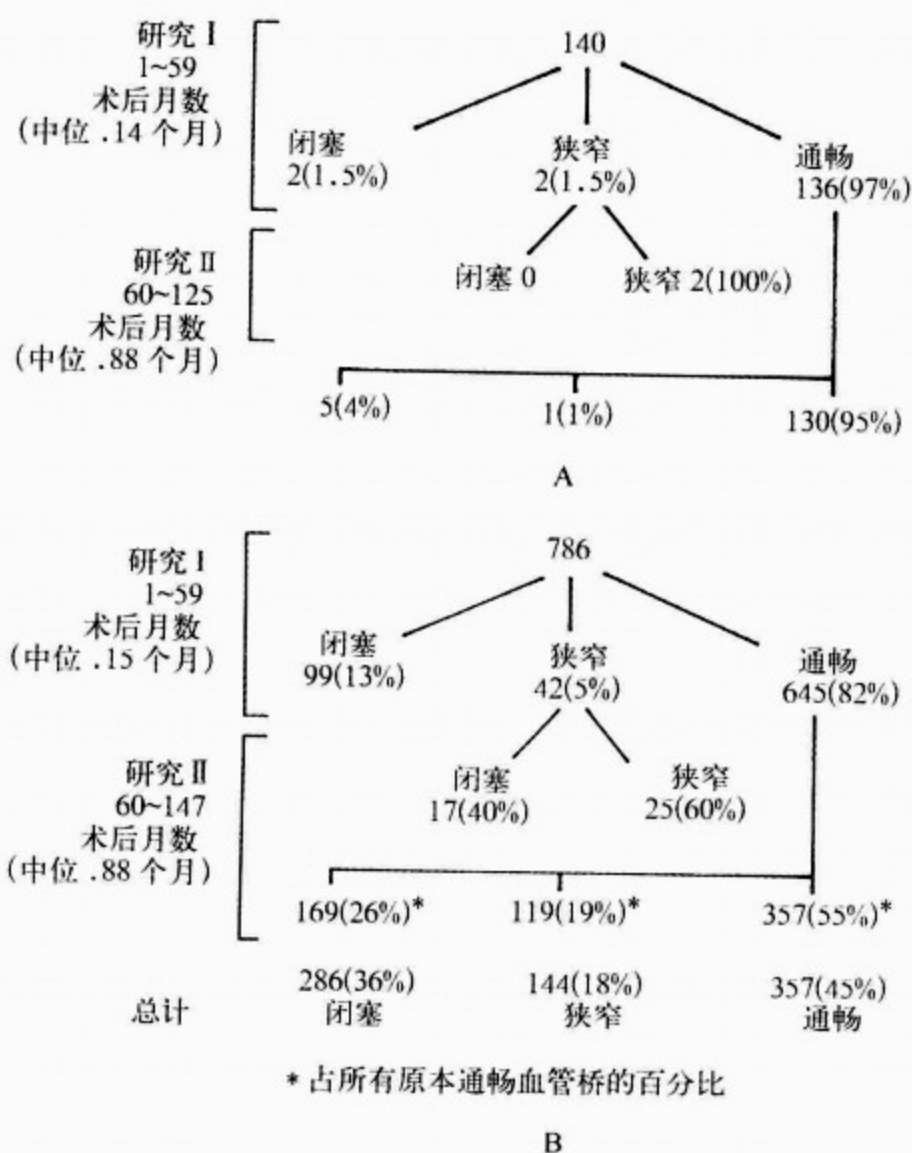 研究Ⅰ
1~59
术后月数
(中位 .14 个月)
140
闭塞
2(1.5%)
狭窄
2(1.5%)
通畅
136(97%)
研究Ⅱ
60~125
术后月数
(中位 .88 个月)
闭塞 0
狭窄 2(100%)
5(4%)
1(1%)
130(95%)
A
研究Ⅰ
1~59
术后月数
(中位 .15 个月)
786
闭塞
99(13%)
狭窄
42(5%)
通畅
645(82%)
研究Ⅱ
60~147
术后月数
(中位 .88 个月)
闭塞
17(40%)
狭窄
25(60%)
169(26%)*
119(19%)*
357(55%)*
总计
286(36%)
闭塞
144(18%)
狭窄
357(45%)
通畅
* 占所有原本通畅血管桥的百分比
B